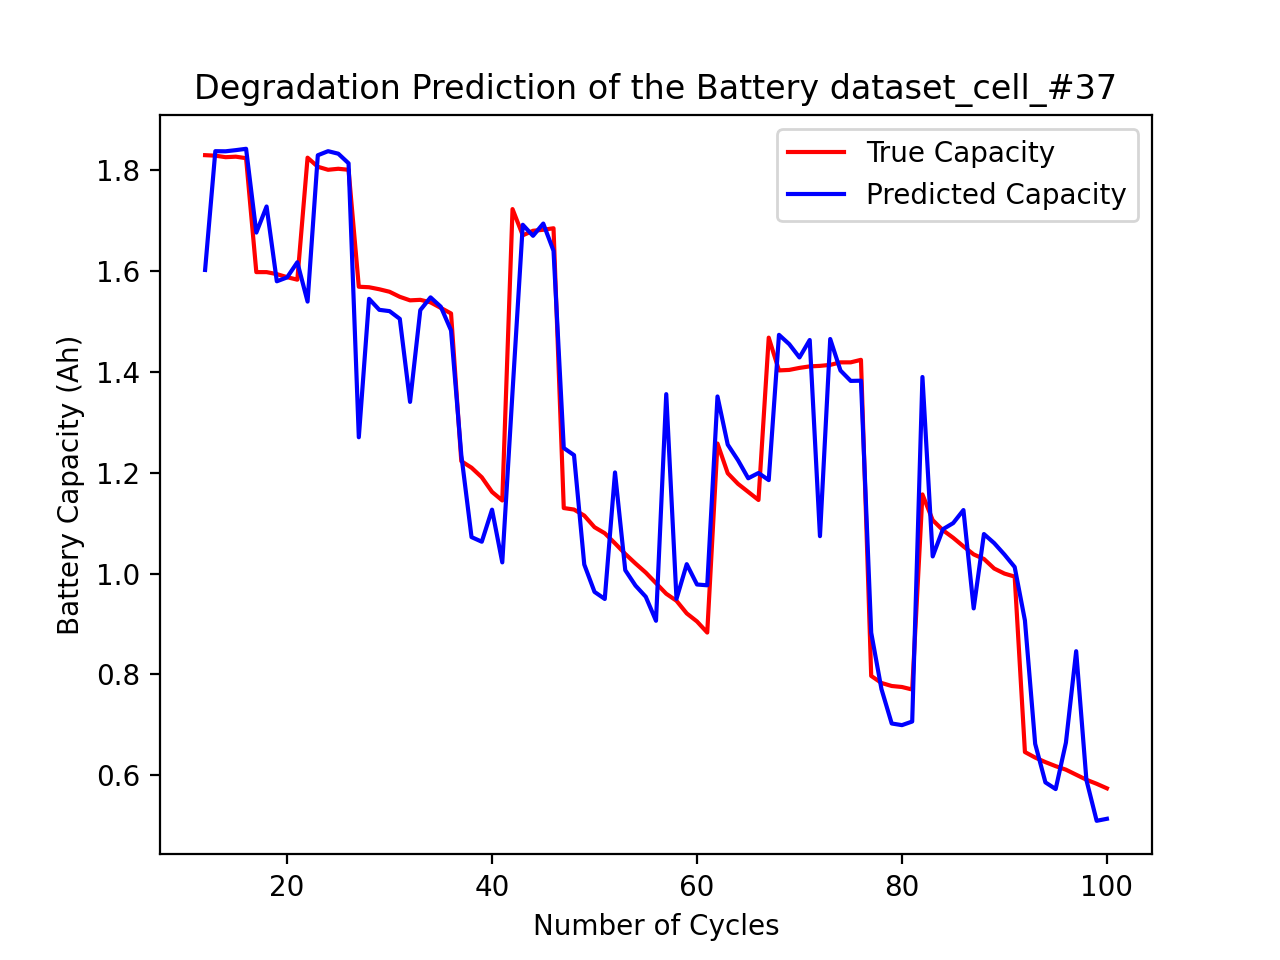 Degradation Prediction of the Battery dataset_cell_#37
True Capacity
Predicted Capacity
Battery Capacity (Ah)
1.8
1.6
1.4
1.2
1.0
0.8
0.6
20 40 60 80 100
Number of Cycles